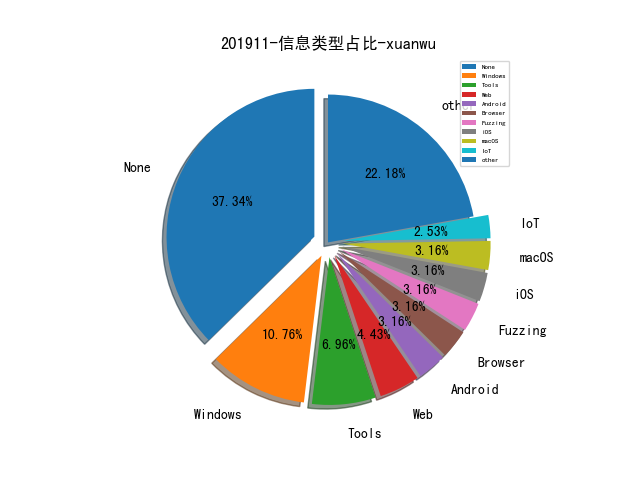 201911-信息类型占比-xuanwu
None
Windows
Tools
Web
Android
Browser
Fuzzing
iOS
macOS
IoT
other
other
22.18%
None
37.34%
IoT
2.53%
macOS
3.16%
iOS
3.16%
Fuzzing
3.16%
Browser
3.16%
Android
3.16%
Web
4.43%
Tools
6.96%
Windows
10.76%